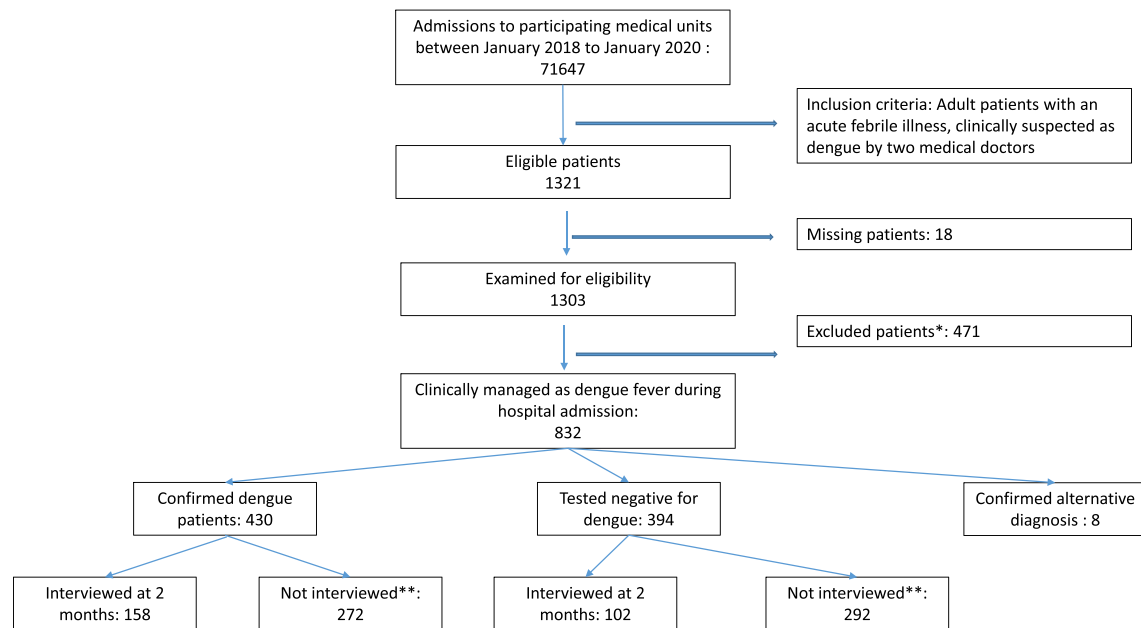 Admissions to participating medical units
between January 2018 to January 2020 :
71647
Inclusion criteria: Adult patients with an
acute febrile illness, clinically suspected as
dengue by two medical doctors
Eligible patients
1321
Missing patients: 18
Examined for eligibility
1303
Excluded patients*: 471
Clinically managed as dengue fever during
hospital admission:
832
Confirmed dengue
patients: 430
Tested negative for
dengue: 394
Confirmed alternative
diagnosis : 8
Interviewed at 2
months: 158
Not interviewed**:
272
Interviewed at 2
months: 102
Not interviewed**:
292